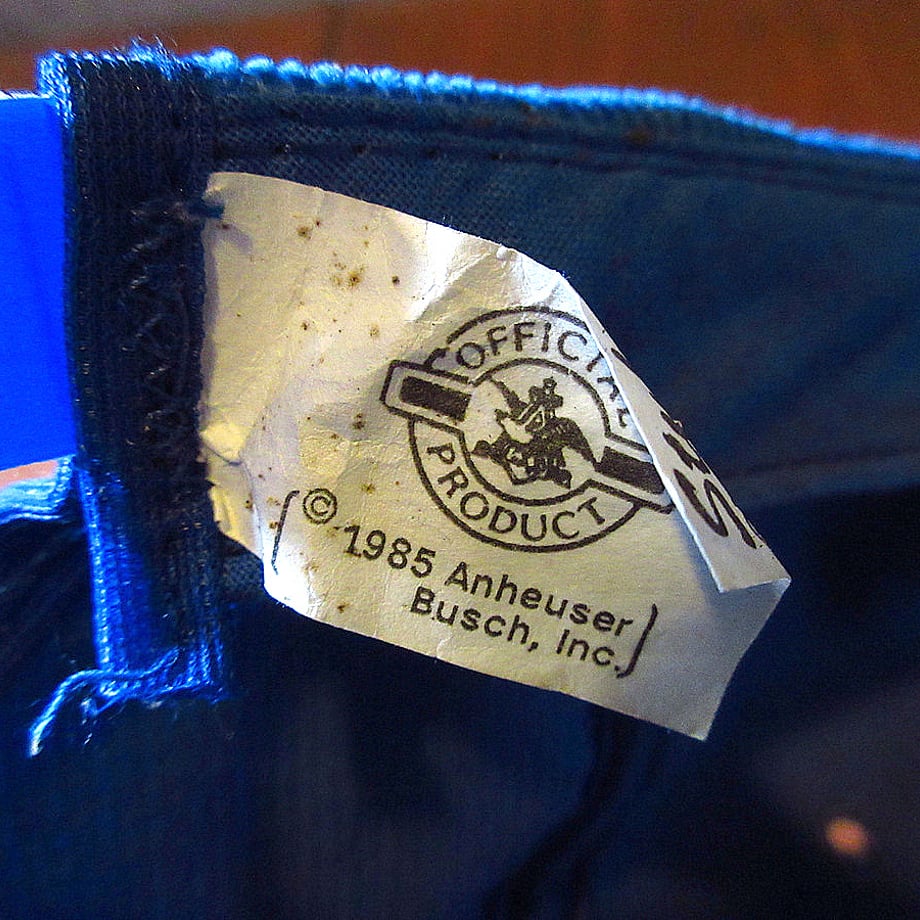 OFFICIAL
PRODUCT
© 1985 Anheuser
Busch, Inc.